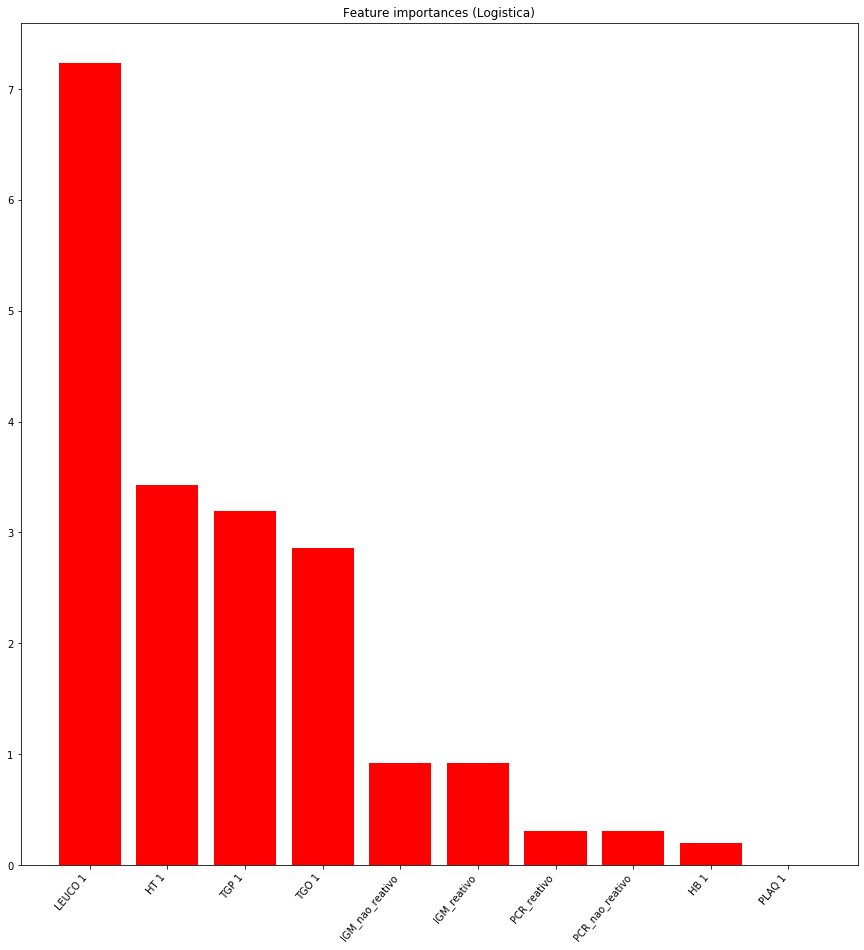 Feature importances (Logistica)
7
6
5
4
3
2
1
0
LEUCO 1
HT 1
TGP 1
TGO 1
IGM_nao_reativo
IGM_reativo
PCR_reativo
PCR_nao_reativo
HB 1
PLAQ 1